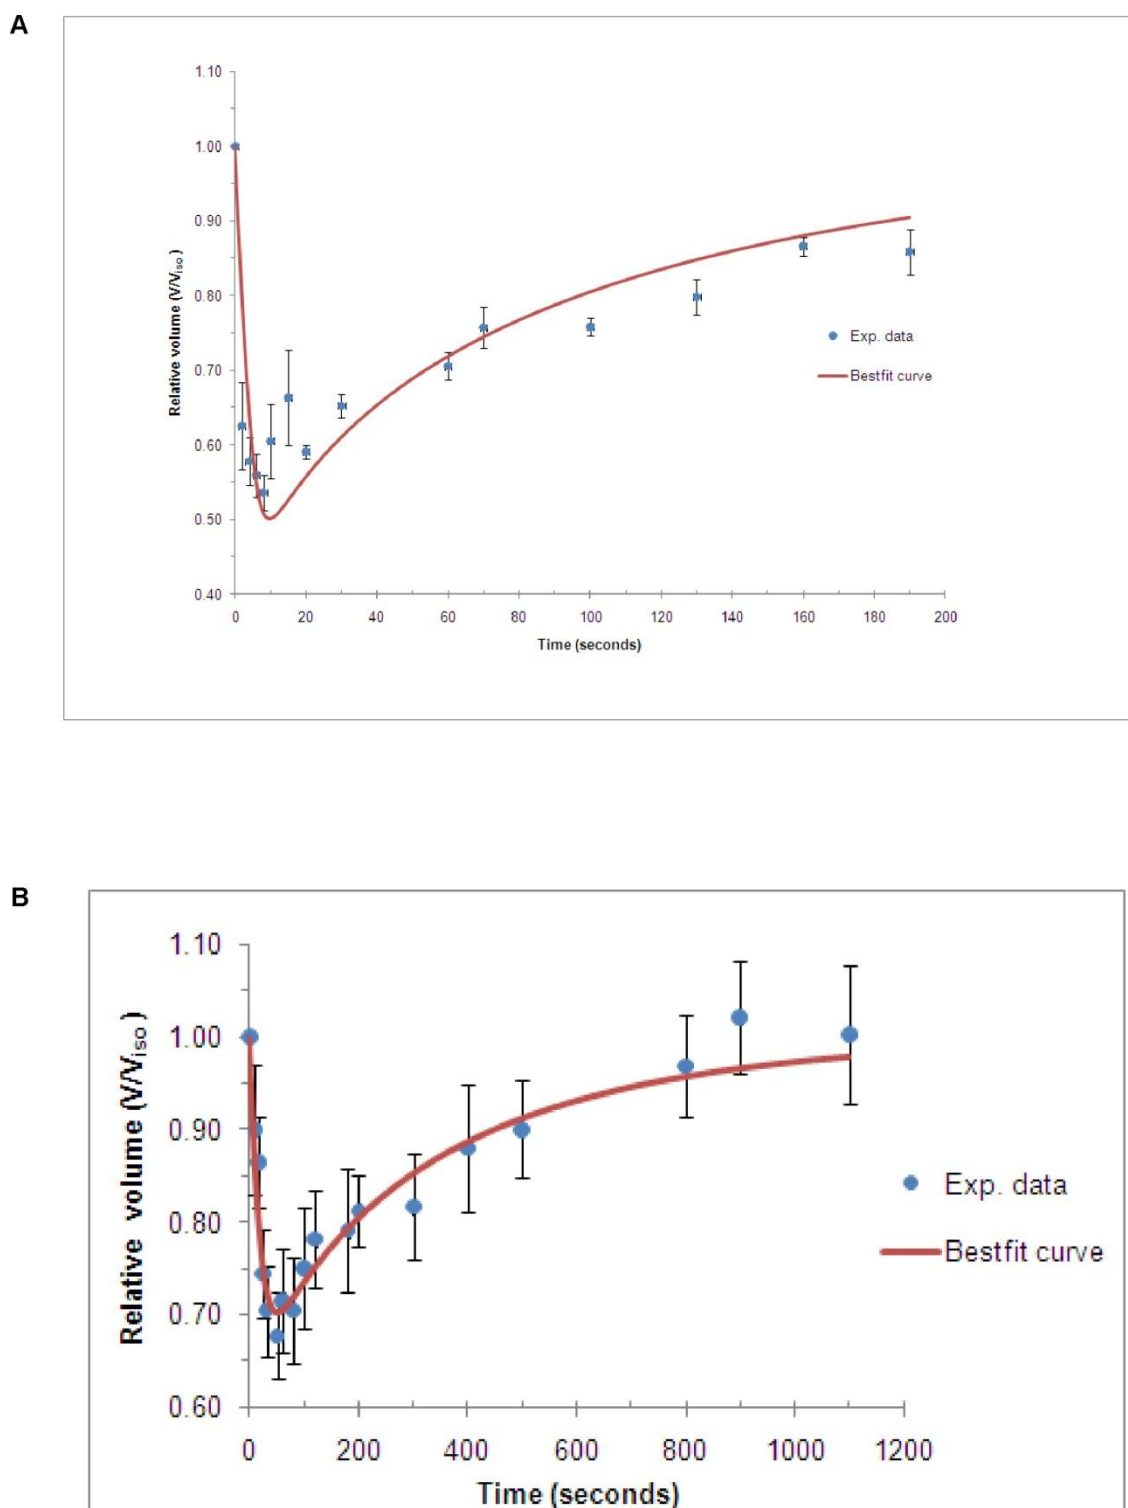 A
1.10
1.00
0.90
0.80
0.70
0.60
0.50
0.40
Relative volume (V/Viso)
Exp. data
Bestfit curve
0 20 40 60 80 100 120 140 160 180 200
Time (seconds)
B
1.10
1.00
0.90
0.80
0.70
0.60
Relative volume (V/Viso)
Exp. data
Bestfit curve
0 200 400 600 800 1000 1200
Time (seconds)